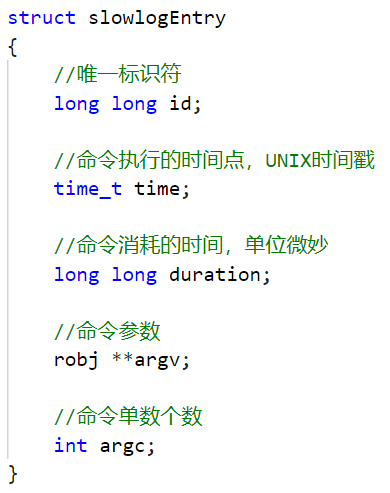 struct slowlogEntry
{
//唯一标识符
long long id;
//命令执行的时间点，UNIX时间戳
time_t time;
//命令消耗的时间，单位微妙
long long duration;
//命令参数
robj **argv;
//命令单数个数
int argc;
}